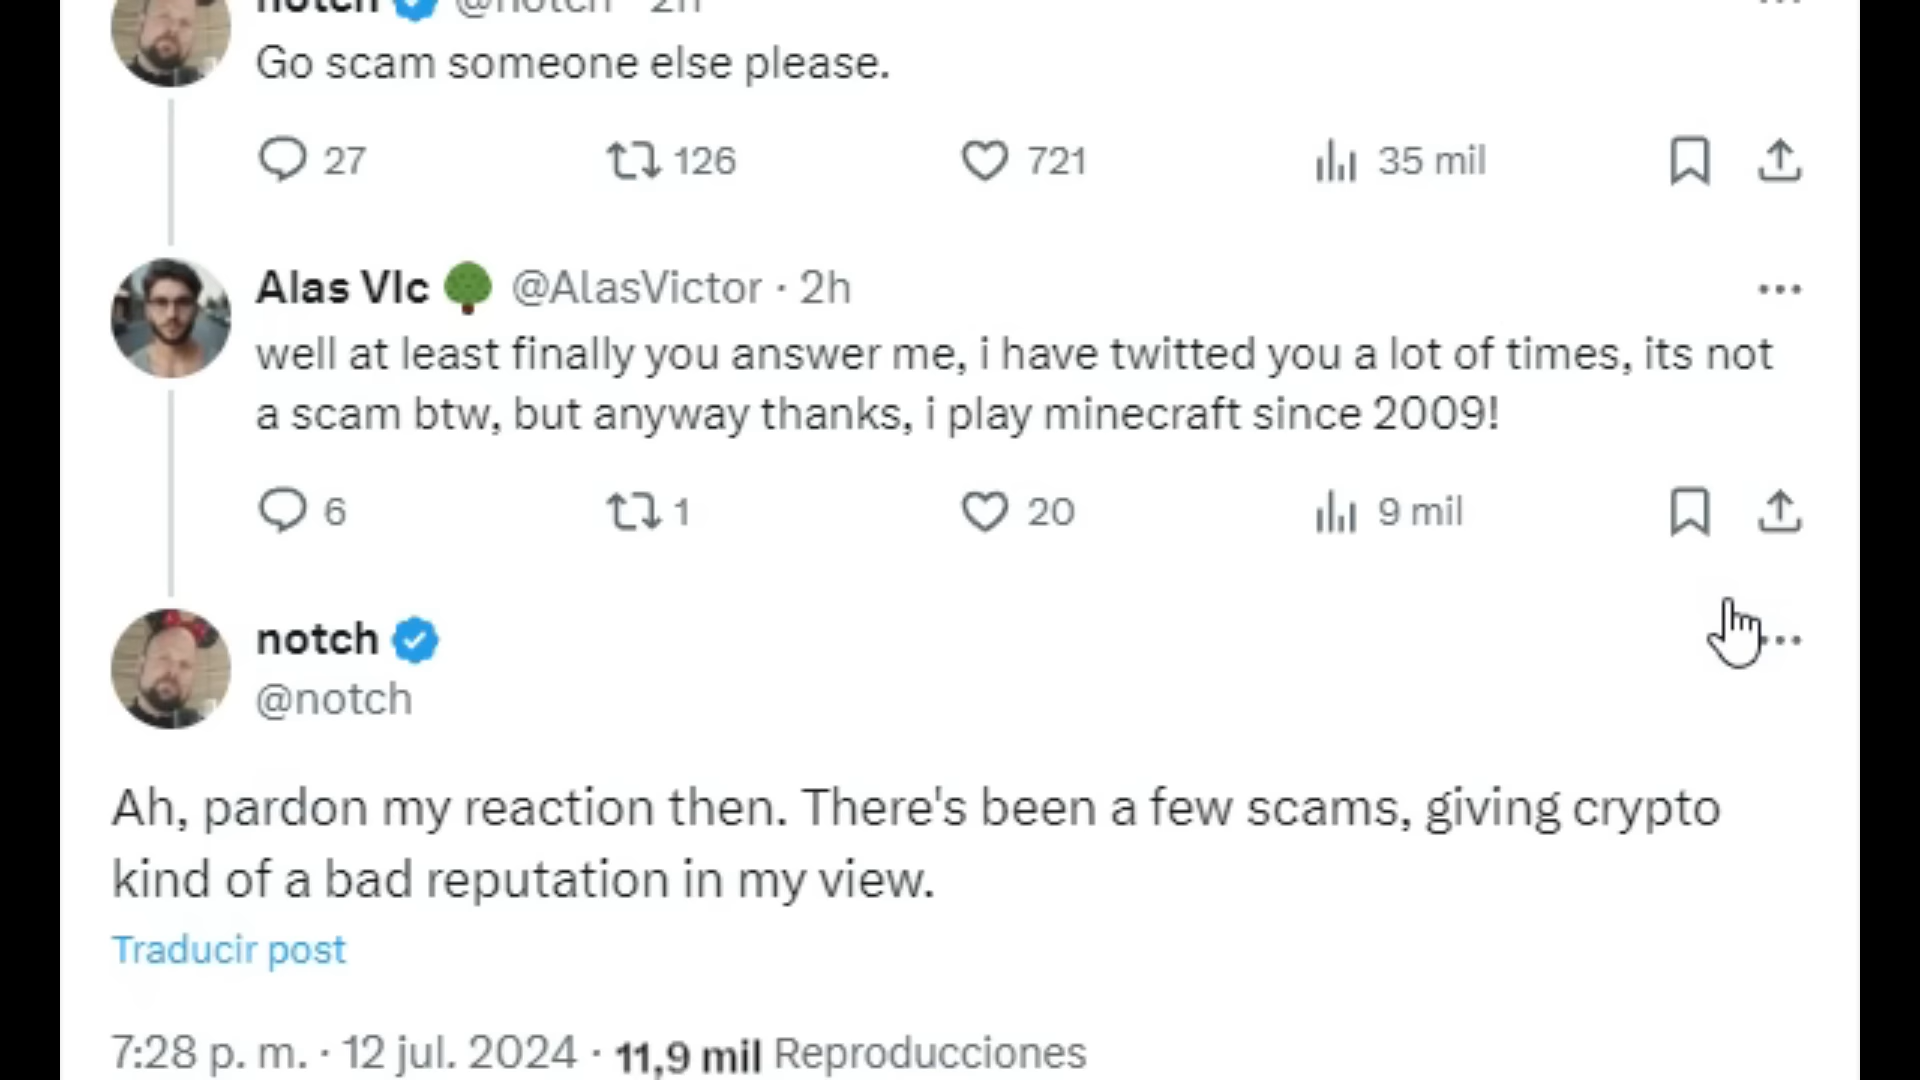 notch @notch · 2h
Go scam someone else please.
27 126 721 35 mil
Alas Vlc @AlasVictor · 2h
well at least finally you answer me, i have twitted you a lot of times, its not
a scam btw, but anyway thanks, i play minecraft since 2009!
6 1 20 9 mil
notch
@notch
Ah, pardon my reaction then. There's been a few scams, giving crypto
kind of a bad reputation in my view.
Traducir post
7:28 p. m. · 12 jul. 2024 · 11,9 mil Reproducciones